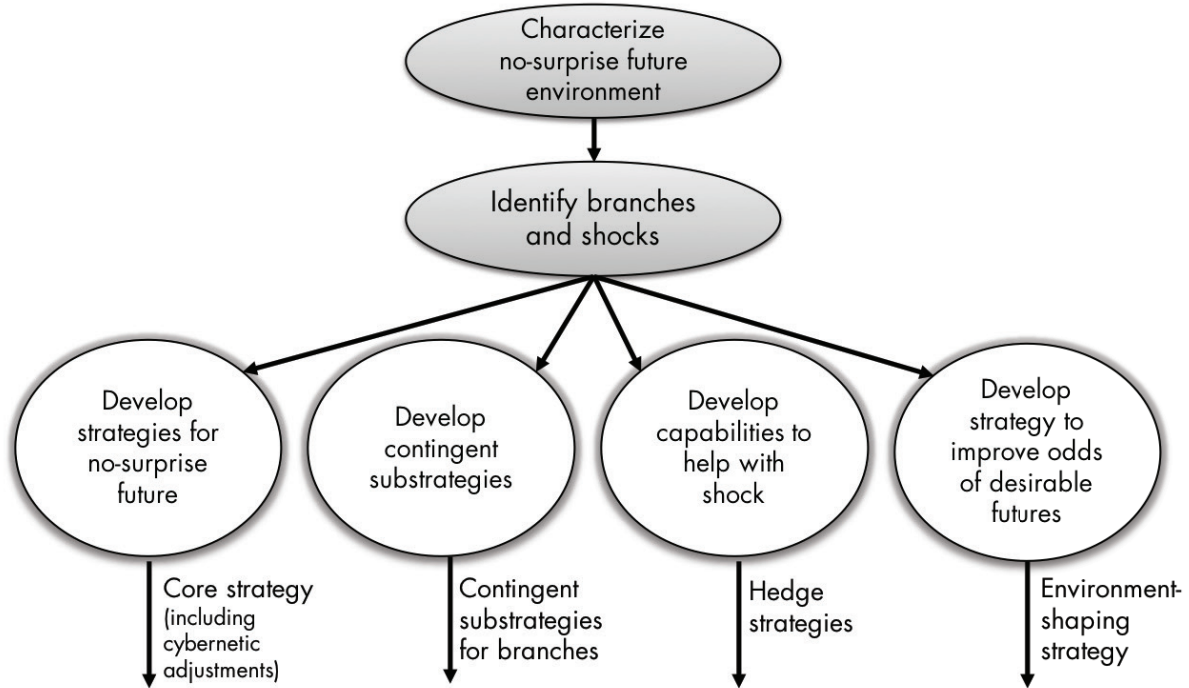 Characterize
no-surprise future
environment
Identify branches
and shocks
Develop
strategies for
no-surprise
future
Develop
contingent
substrategies
Develop
capabilities to
help with
shock
Develop
strategy to
improve odds
of desirable
futures
Core strategy
(including
cybernetic
adjustments)
Contingent
substrategies
for branches
Hedge
strategies
Environment-
shaping
strategy